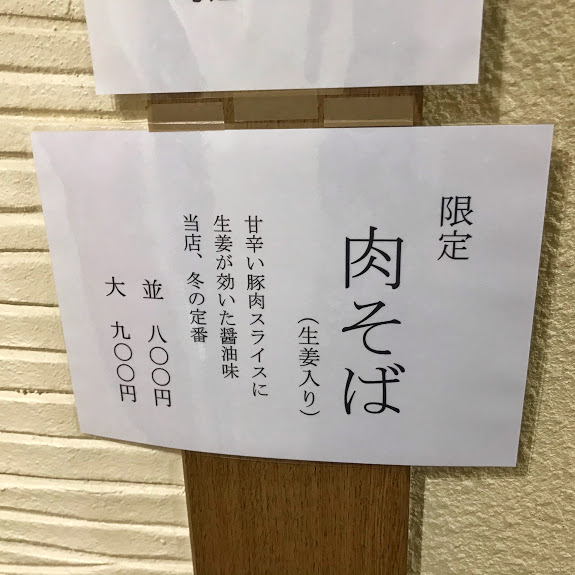 限定
肉そば
（生姜入り）
甘辛い豚肉スライスに
生姜が効いた醤油味
当店、冬の定番
並 八〇〇円
大 九〇〇円